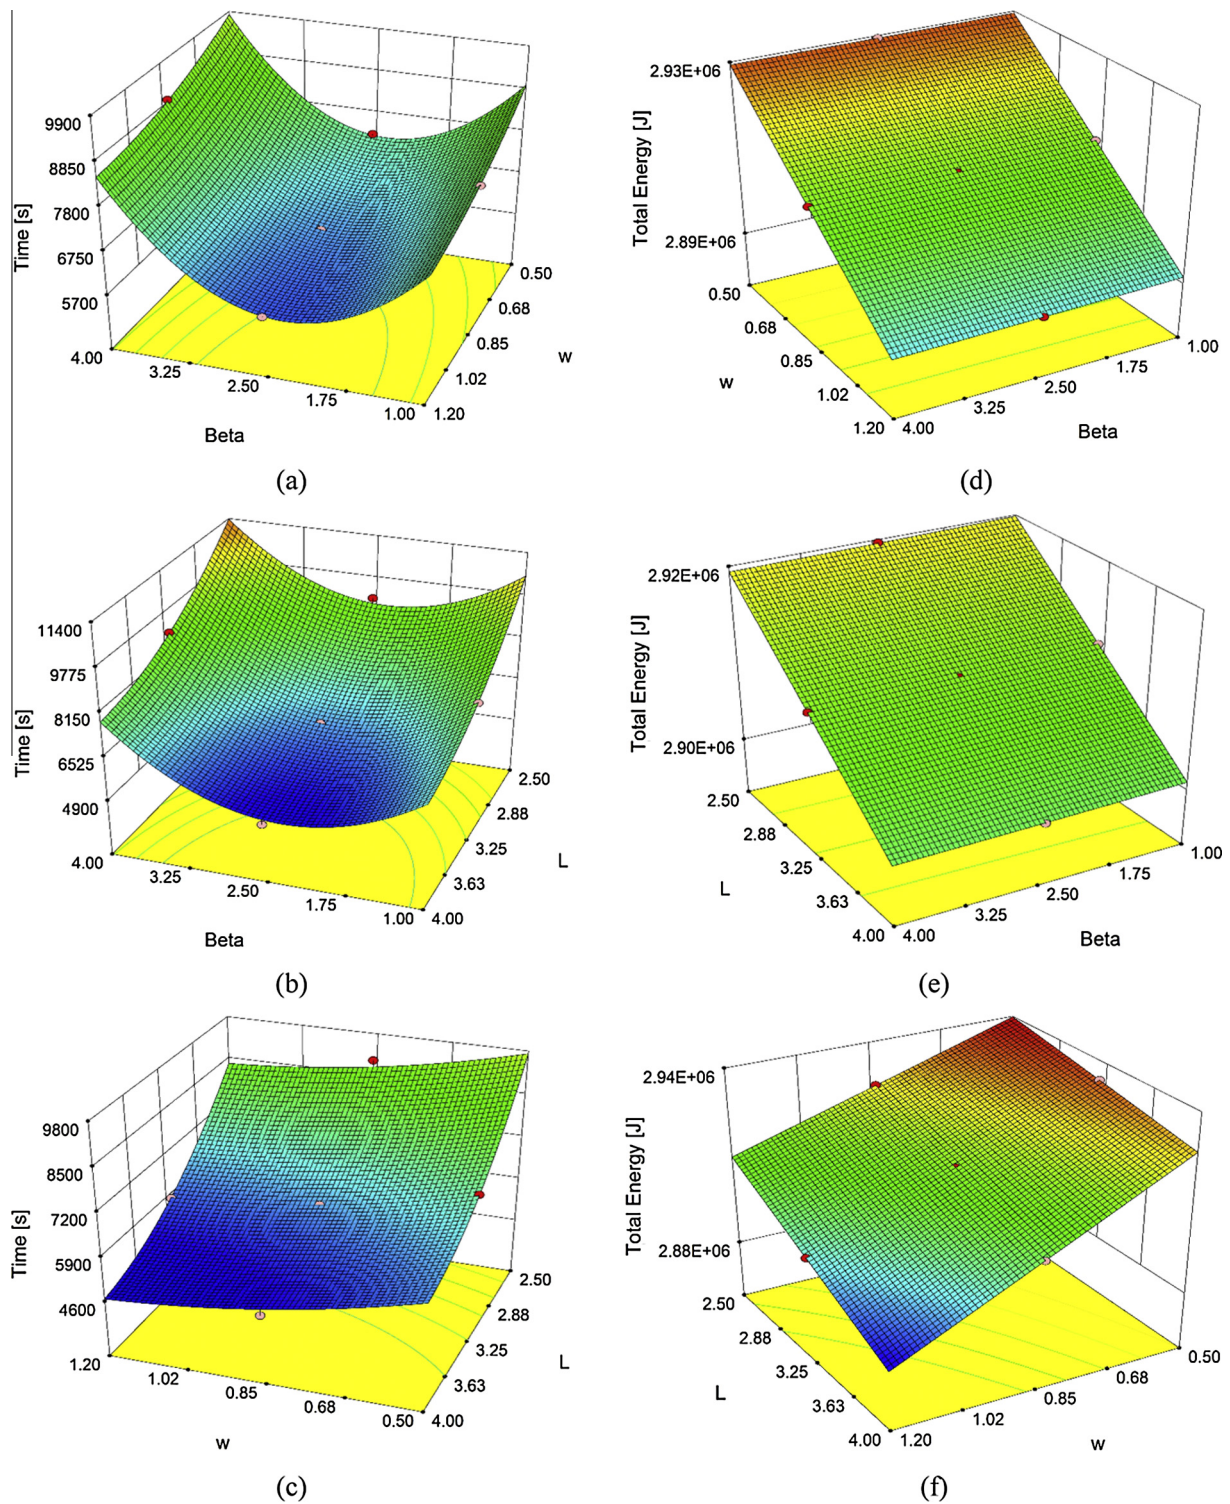 9900
8850
7800
6750
5700
Time [s]
4.00
3.25
2.50
1.75
1.00
Beta
0.50
0.68
0.85
1.02
1.20
w
(a)
2.93E+06
2.89E+06
Total Energy [J]
0.50
0.68
0.85
1.02
1.20
w
4.00
3.25
2.50
1.75
1.00
Beta
(d)
11400
9775
8150
6525
4900
Time [s]
4.00
3.25
2.50
1.75
1.00
Beta
2.50
2.88
3.25
3.63
4.00
L
(b)
2.92E+06
2.90E+06
Total Energy [J]
2.50
2.88
3.25
3.63
4.00
L
4.00
3.25
2.50
1.75
1.00
Beta
(e)
9800
8500
7200
5900
4600
Time [s]
1.20
1.02
0.85
0.68
0.50
w
2.50
2.88
3.25
3.63
4.00
L
(c)
2.94E+06
2.88E+06
Total Energy [J]
2.50
2.88
3.25
3.63
4.00
L
1.20
1.02
0.85
0.68
0.50
w
(f)